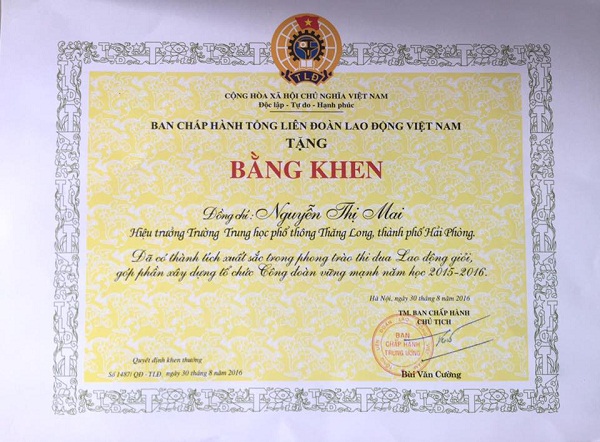 TLĐ
CỘNG HÒA XÃ HỘI CHỦ NGHĨA VIỆT NAM
Độc lập - Tự do - Hạnh phúc
BAN CHẤP HÀNH TỔNG LIÊN ĐOÀN LAO ĐỘNG VIỆT NAM
TẶNG
BẰNG KHEN
Đồng chí : Nguyễn Thị Mai
Hiệu trưởng Trường Trung học phổ thông Thăng Long, thành phố Hải Phòng.
Đã có thành tích xuất sắc trong phong trào thi đua Lao động giỏi,
góp phần xây dựng tổ chức Công đoàn vững mạnh năm học 2015-2016.
Hà Nội, ngày 30 tháng 8 năm 2016
TM. BAN CHẤP HÀNH
CHỦ TỊCH
BAN
CHẤP HÀNH
TRUNG ƯƠNG
Bùi Văn Cường
Quyết định khen thưởng
Số 1487/ QĐ - TLĐ, ngày 30 tháng 8 năm 2016